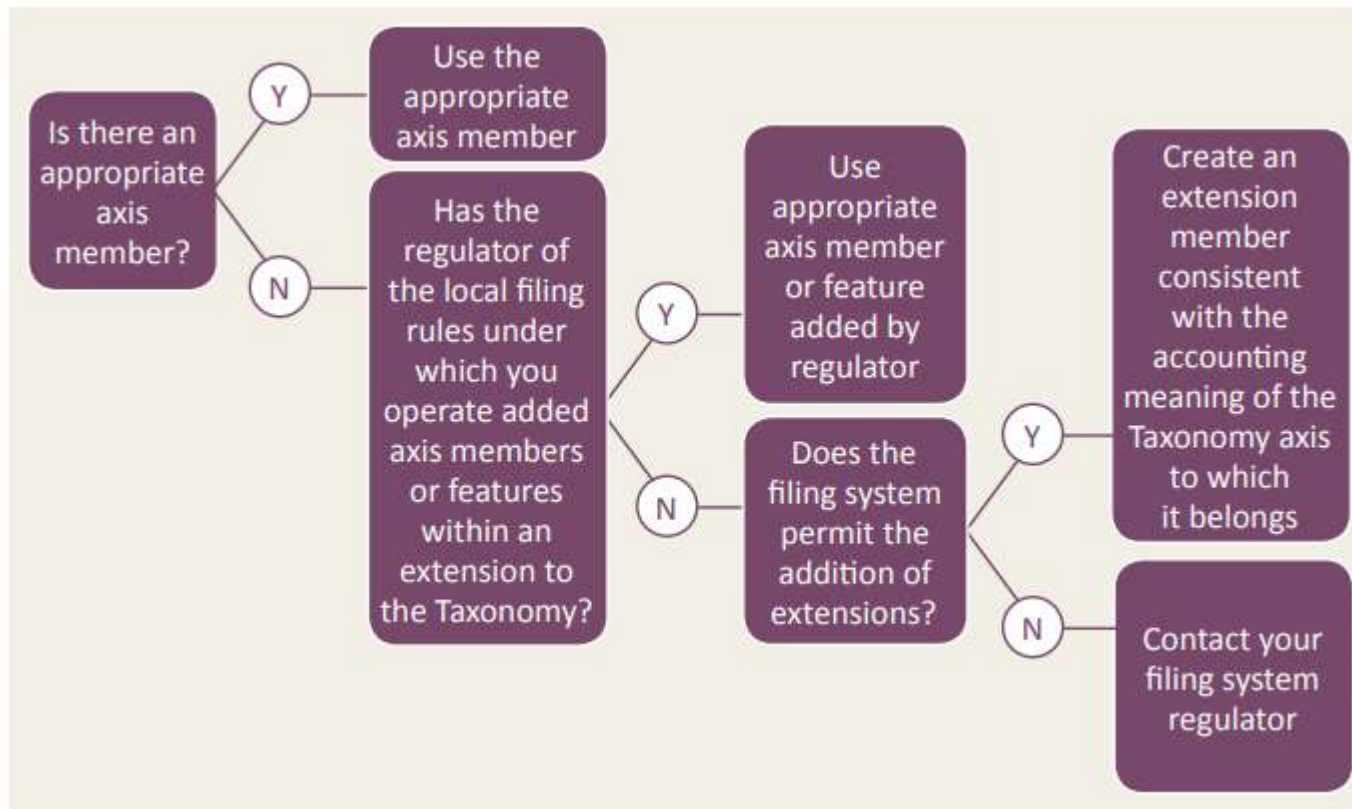 Is there an
appropriate
axis
member?
Y
Use the
appropriate
axis member
N
Has the
regulator of
the local filing
rules under
which you
operate added
axis members
or features
within an
extension to
the Taxonomy?
Y
Use
appropriate
axis member
or feature
added by
regulator
N
Does the
filing system
permit the
addition of
extensions?
Y
Create an
extension
member
consistent
with the
accounting
meaning of the
Taxonomy axis
to which
it belongs
N
Contact your
filing system
regulator